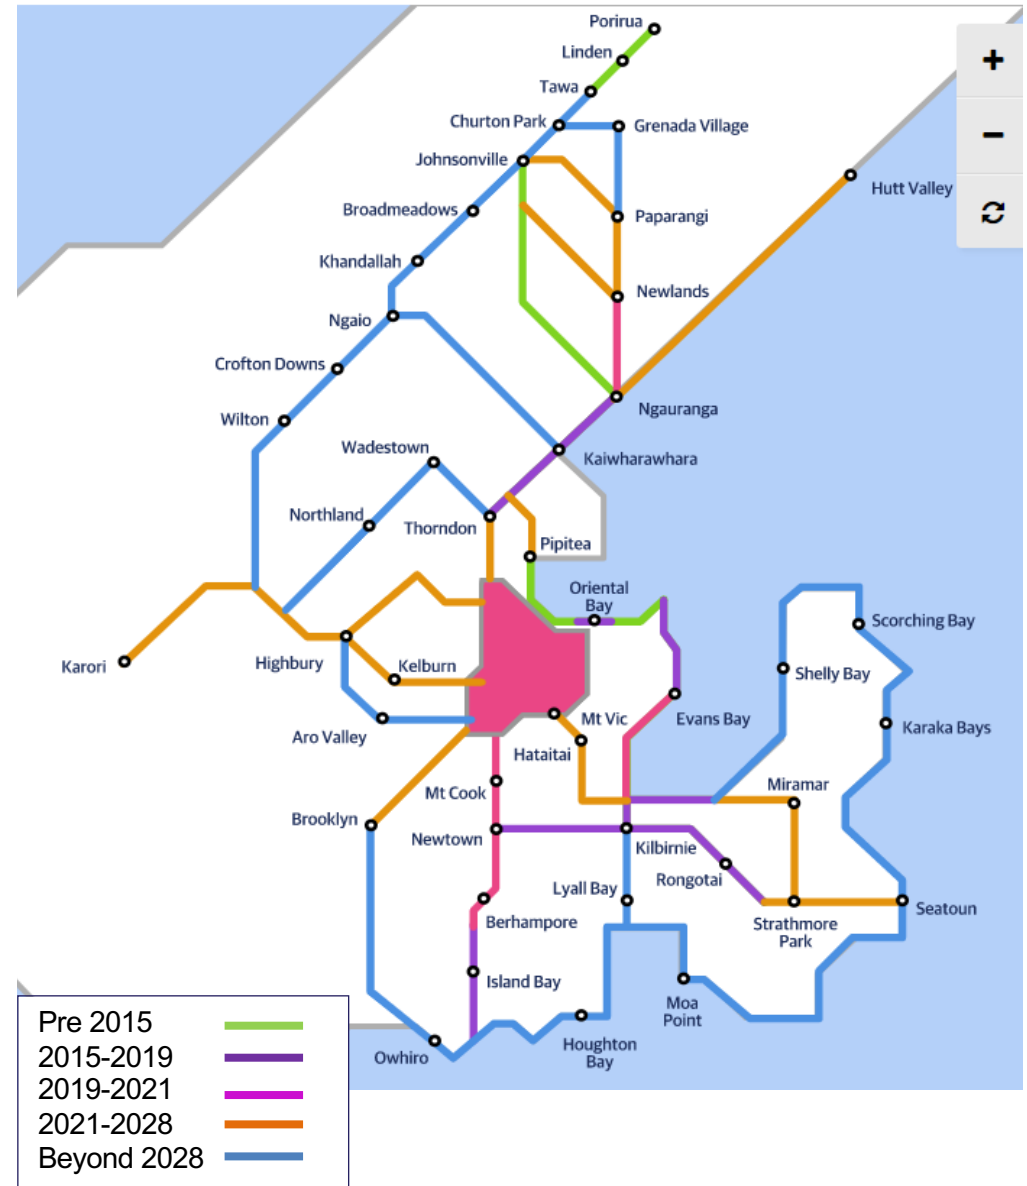 Porirua
Linden
Tawa
Churton Park
Grenada Village
Johnsonville
Hutt Valley
Broadmeadows
Paparangi
Khandallah
Newlands
Ngaio
Crofton Downs
Ngauranga
Wilton
Wadestown
Kaiwharawhara
Northland
Thorndon
Pipitea
Oriental
Bay
Scorching Bay
Karori
Highbury
Kelburn
Shelly Bay
Mt Vic
Evans Bay
Karaka Bays
Aro Valley
Hataitai
Miramar
Mt Cook
Brooklyn
Newtown
Kilbirnie
Rongotai
Lyall Bay
Berhampore
Strathmore
Park
Seatoun
Island Bay
Moa
Point
Houghton
Bay
Owhiro
Pre 2015
2015-2019
2019-2021
2021-2028
Beyond 2028